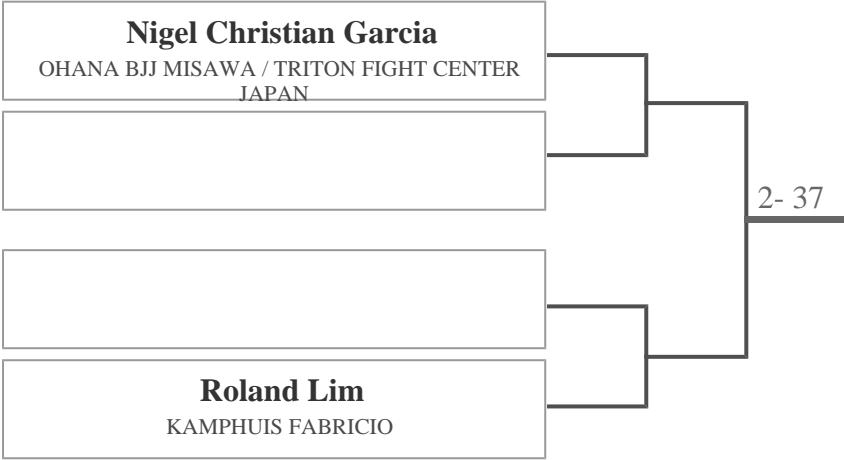 Nigel Christian Garcia
OHANA BJJ MISAWA / TRITON FIGHT CENTER
JAPAN
2- 37
Roland Lim
KAMPHUIS FABRICIO